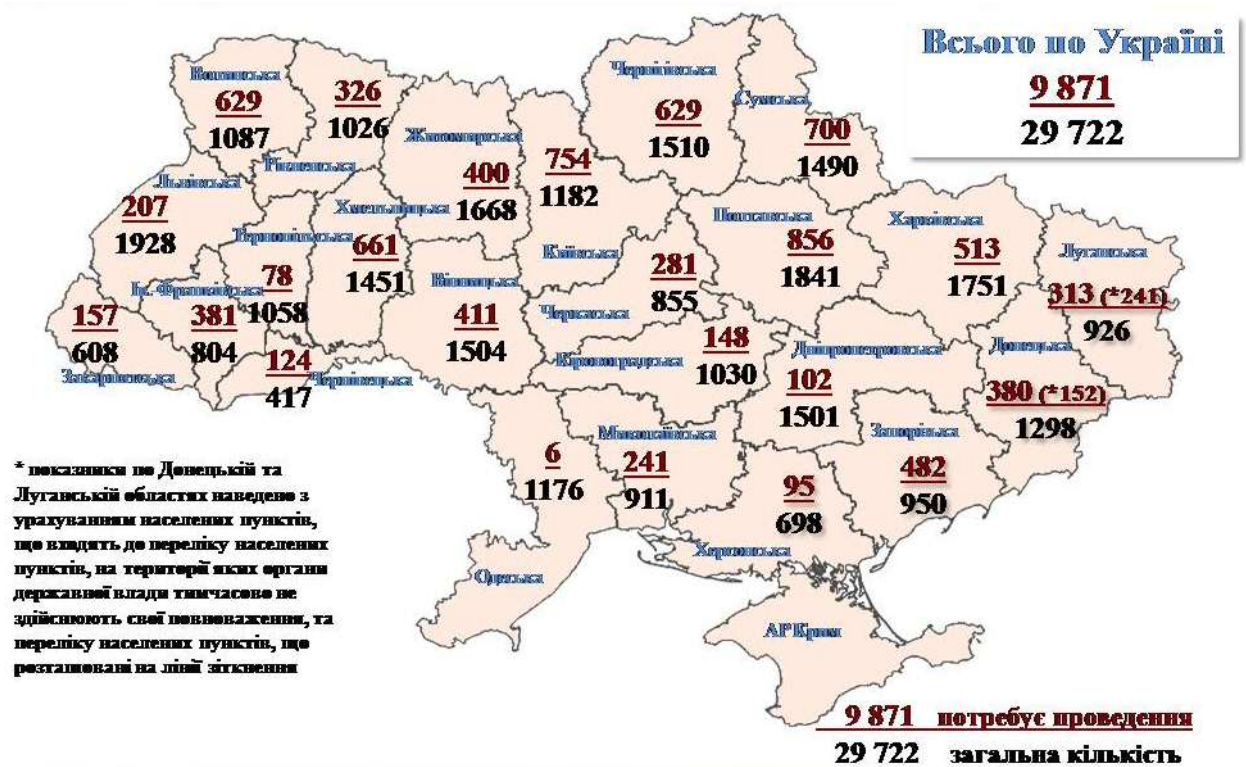 Всього по Україні
9 871
29 722
Волинська
629
1087
326
1026
Рівненська
Житомирська
400
1668
754
1182
Київська
Чернігівська
629
1510
Сумська
700
1490
Львівська
207
1928
Тернопільська
78
1058
Хмельницька
661
1451
Вінницька
411
1504
281
855
Черкаська
Полтавська
856
1841
Харківська
513
1751
Луганська
313 (*241)
926
Ів. Франківська
381
804
157
608
Закарпатська
124
417
Чернівецька
Кіровоградська
148
1030
Дніпропетровська
102
1501
Донецька
380 (*152)
1298
Запорізька
482
950
6
1176
Одеська
Миколаївська
241
911
95
698
Херсонська
АР Крим
* показники по Донецькій та
Луганській областях наведено з
урахуванням населених пунктів,
що входять до переліку населених
пунктів, на території яких органи
державної влади тимчасово не
здійснюють свої повноваження, та
переліку населених пунктів, що
розташовані на лінії зіткнення
9 871 потребує проведення
29 722 загальна кількість